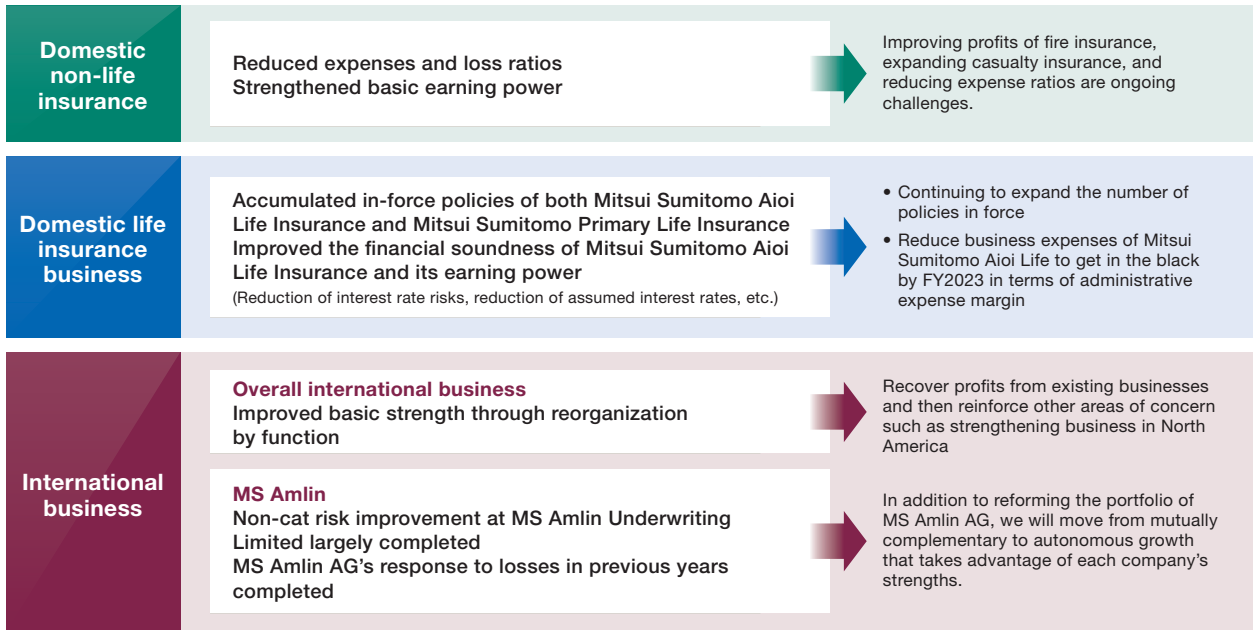 Domestic
non-life
insurance
Reduced expenses and loss ratios
Strengthened basic earning power
Improving profits of fire insurance,
expanding casualty insurance, and
reducing expense ratios are ongoing
challenges.
Domestic life
insurance
business
Accumulated in-force policies of both Mitsui Sumitomo Aioi
Life Insurance and Mitsui Sumitomo Primary Life Insurance
Improved the financial soundness of Mitsui Sumitomo Aioi
Life Insurance and its earning power
(Reduction of interest rate risks, reduction of assumed interest rates, etc.)
• Continuing to expand the number of
policies in force
• Reduce business expenses of Mitsui
Sumitomo Aioi Life to get in the black
by FY2023 in terms of administrative
expense margin
International
business
Overall international business
Improved basic strength through reorganization
by function
Recover profits from existing businesses
and then reinforce other areas of concern
such as strengthening business in North
America
MS Amlin
Non-cat risk improvement at MS Amlin Underwriting
Limited largely completed
MS Amlin AG's response to losses in previous years
completed
In addition to reforming the portfolio of
MS Amlin AG, we will move from mutually
complementary to autonomous growth
that takes advantage of each company's
strengths.